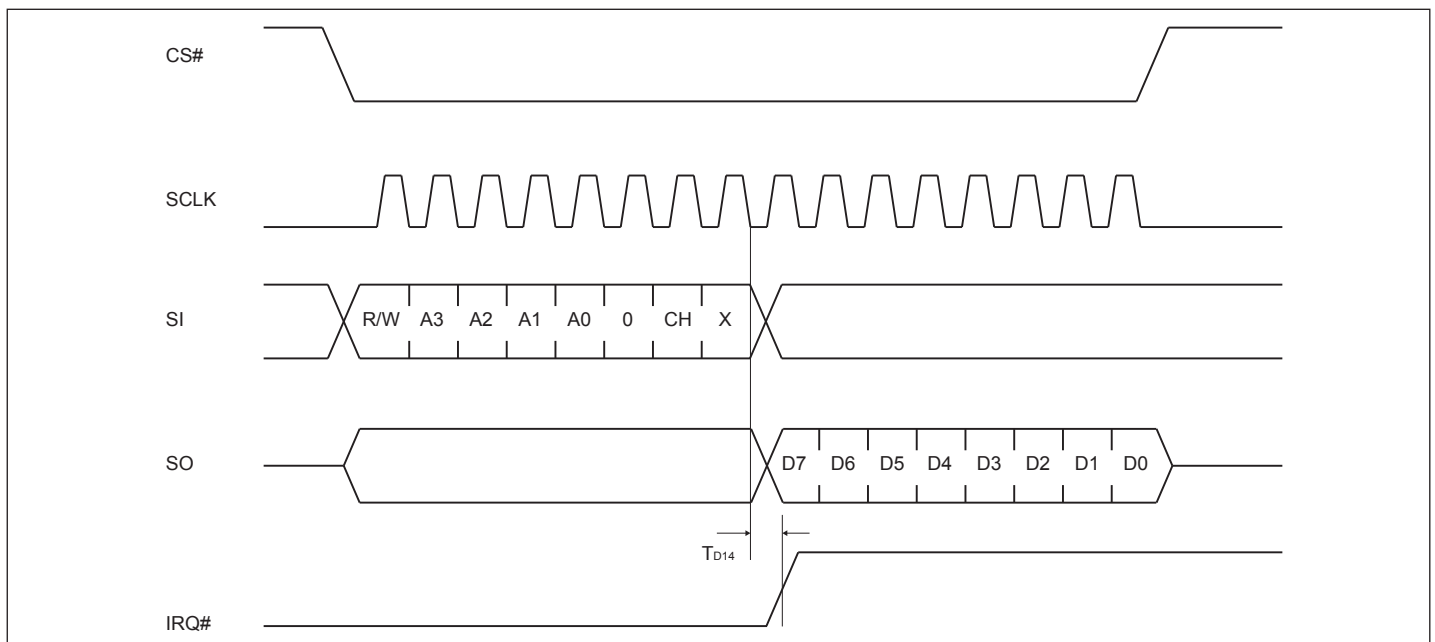 CS#
SCLK
SI
R/W A3 A2 A1 A0 0 CH X
SO
D7 D6 D5 D4 D3 D2 D1 D0
TD14
IRQ#